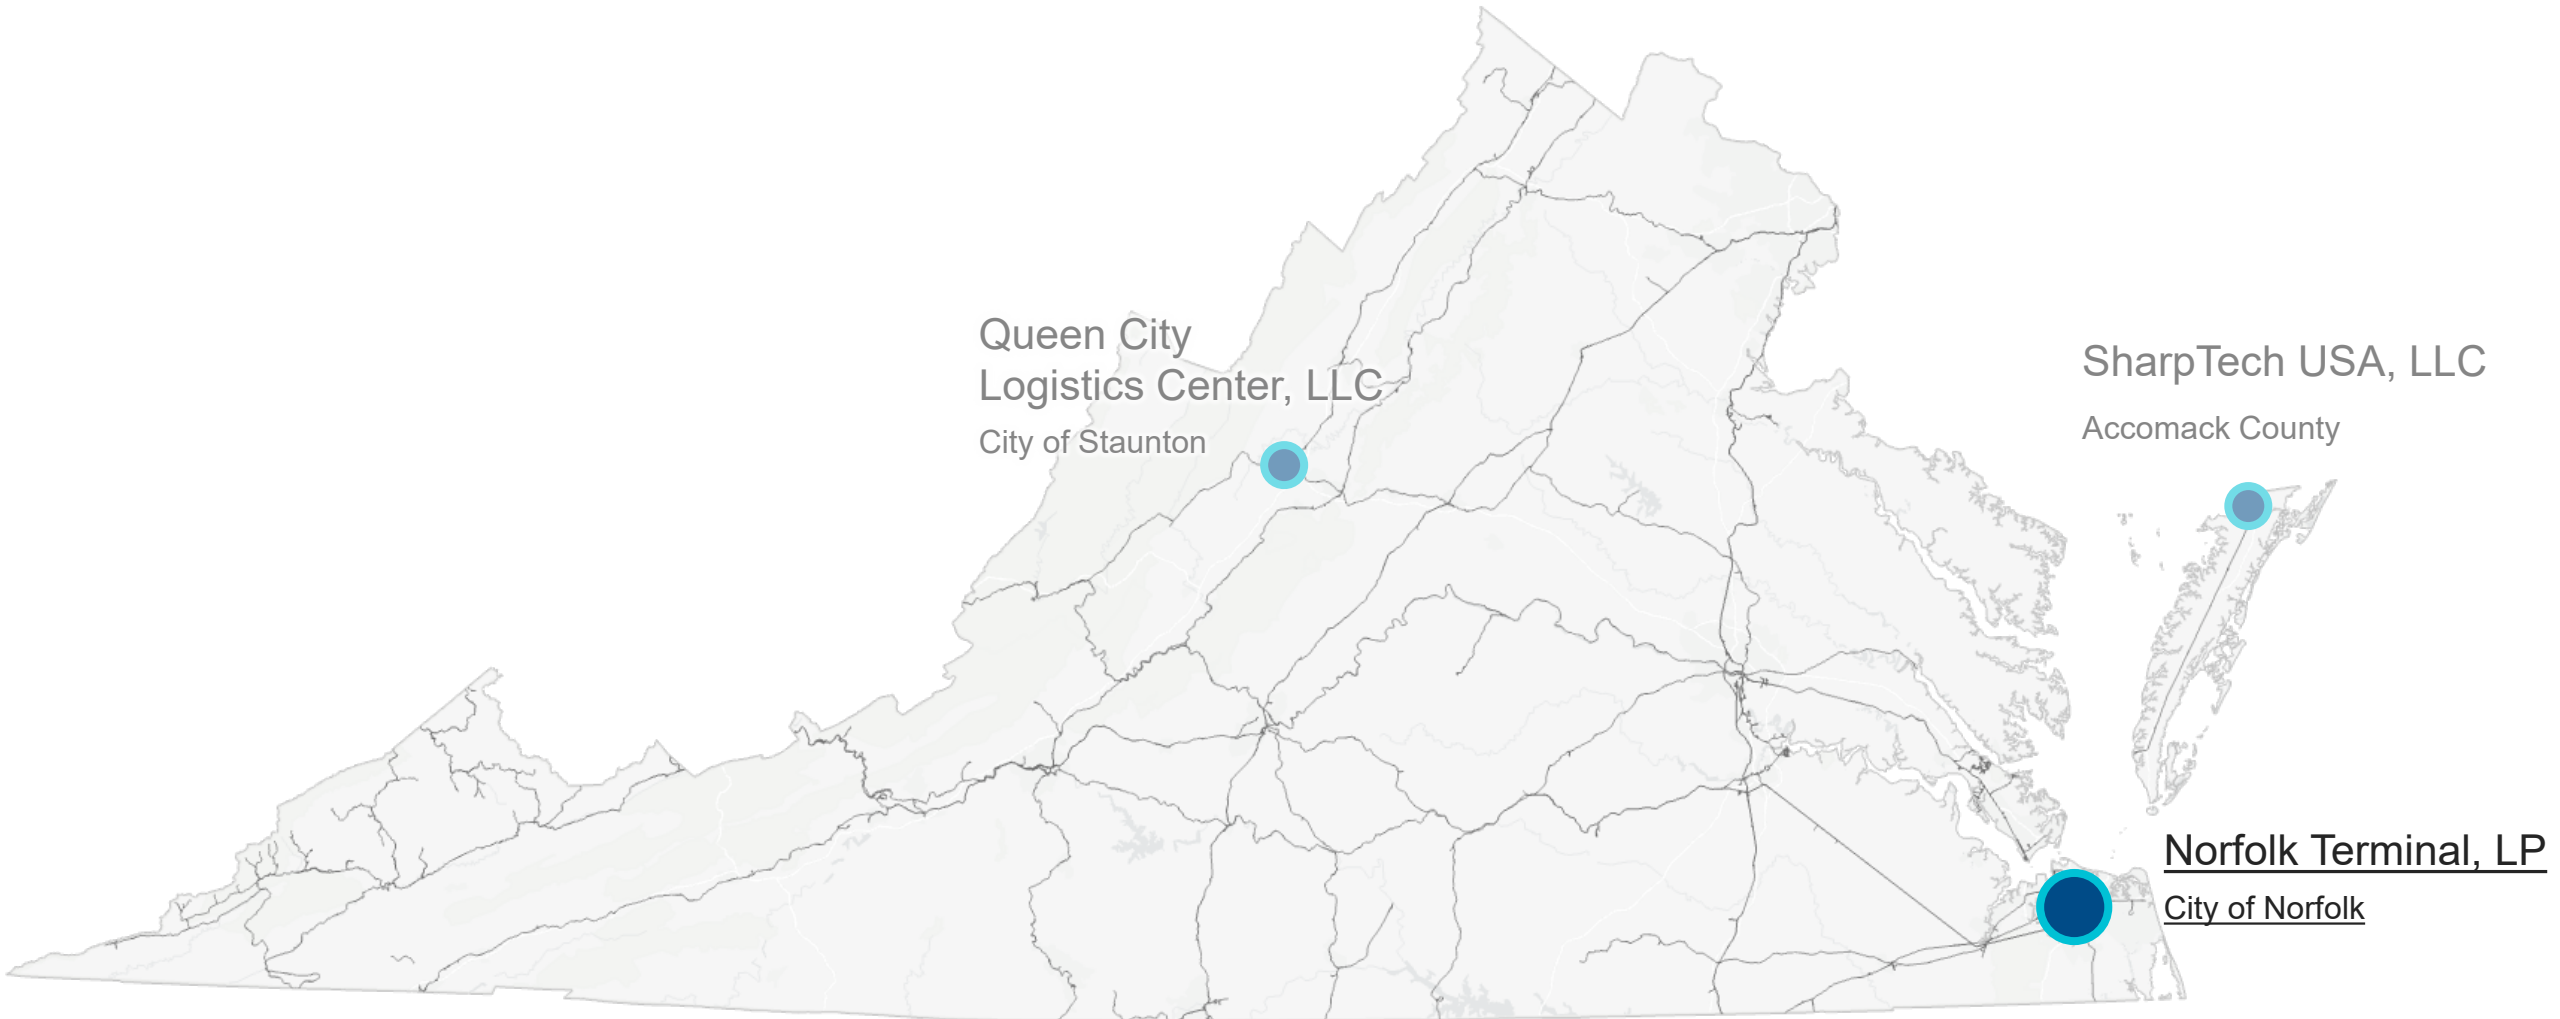 Queen City
Logistics Center, LLC
City of Staunton
SharpTech USA, LLC
Accomack County
Norfolk Terminal, LP
City of Norfolk